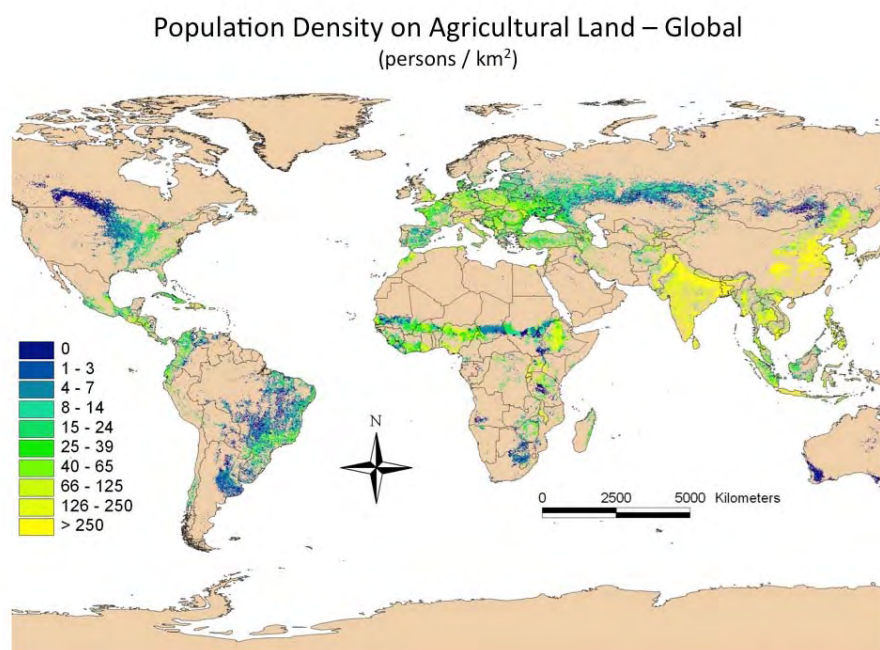 Population Density on Agricultural Land – Global
(persons / km²)
0
1 - 3
4 - 7
8 - 14
15 - 24
25 - 39
40 - 65
66 - 125
126 - 250
> 250
N
0 2500 5000 Kilometers